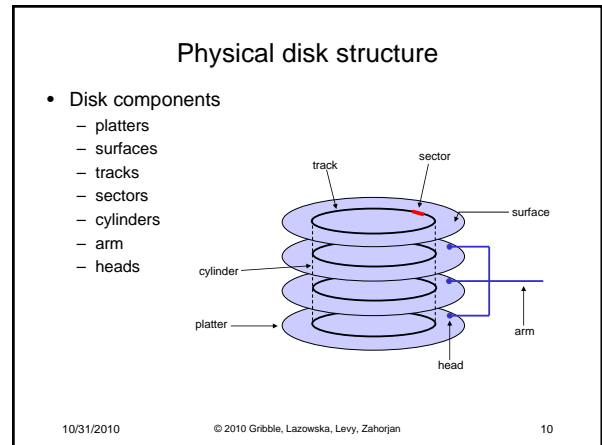 Physical disk structure
• Disk components
– platters
– surfaces
– tracks
– sectors
– cylinders
– arm
– heads
track
sector
surface
cylinder
platter
arm
head
10/31/2010
© 2010 Gribble, Lazowska, Levy, Zahorjan
10